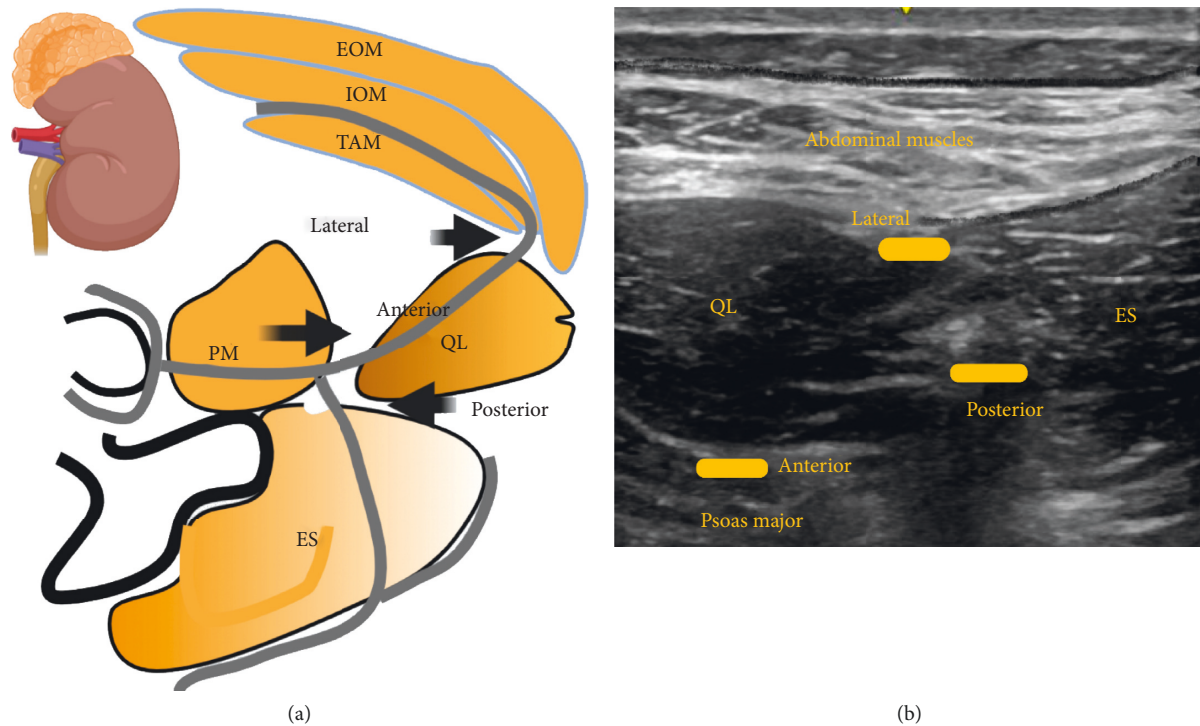 EOM
IOM
TAM
Lateral
Anterior
QL
PM
Posterior
ES
(a)
Abdominal muscles
Lateral
QL
ES
Posterior
Anterior
Psoas major
(b)